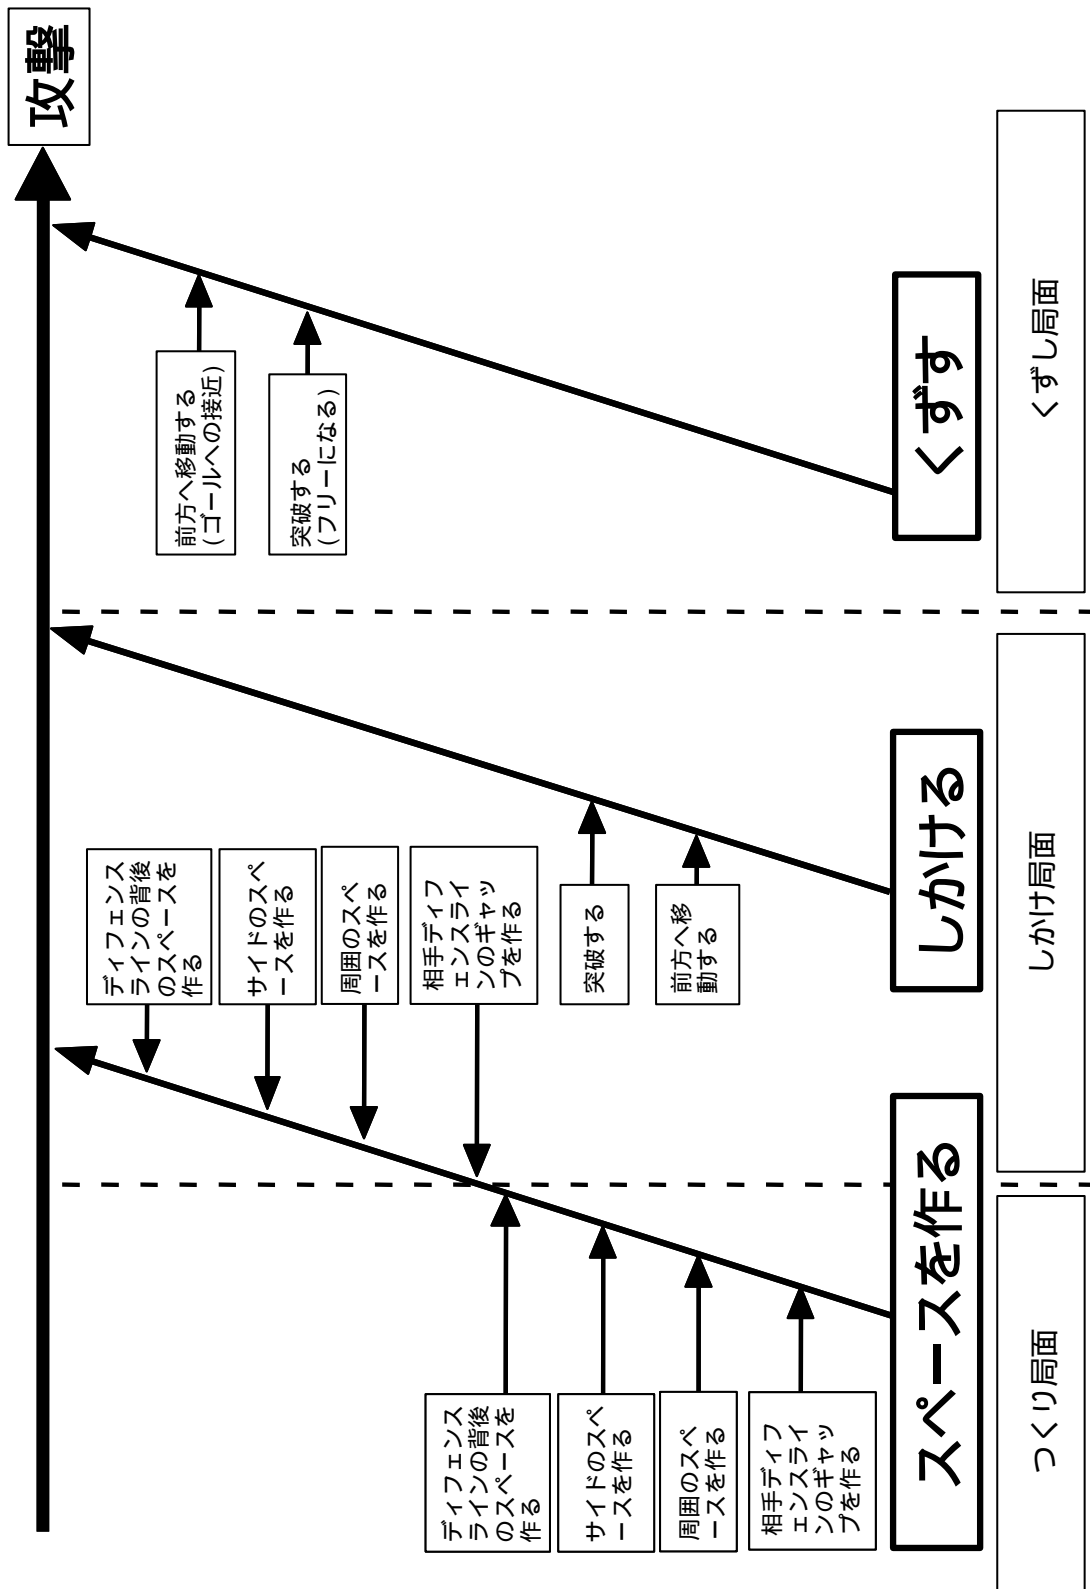 攻撃
ディフェンス
ラインの背後
のスペースを
作る
サイドのスペ
ースを作る
周囲のスペ
ースを作る
相手ディフ
ェンスライ
ンのギャッ
プを作る
ディフェンス
ラインの背後
のスペースを
作る
サイドのスペ
ースを作る
周囲のスペ
ースを作る
相手ディフ
ェンスライ
ンのギャッ
プを作る
突破する
前方へ移
動する
前方へ移動する
(ゴールへの接近)
突破する
(フリーになる)
スペースを作る
しかける
くずす
つくり局面
しかけ局面
くずし局面